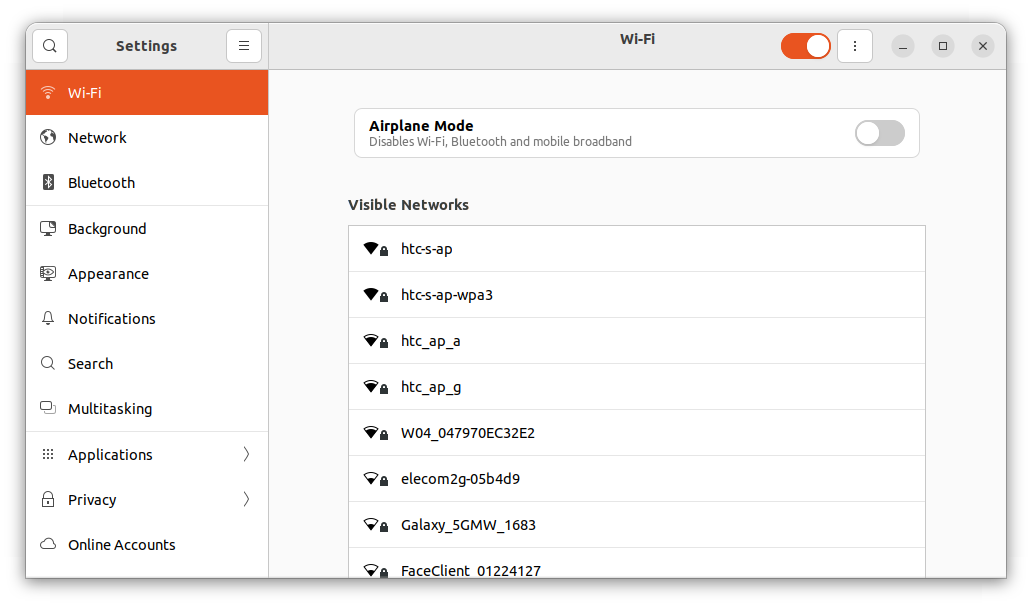 Settings
Wi-Fi
Wi-Fi
Network
Bluetooth
Background
Appearance
Notifications
Search
Multitasking
Applications
Privacy
Online Accounts
Airplane Mode
Disables Wi-Fi, Bluetooth and mobile broadband
Visible Networks
htc-s-ap
htc-s-ap-wpa3
htc_ap_a
htc_ap_g
W04_047970EC32E2
elecom2g-05b4d9
Galaxy_5GMW_1683
FaceClient_01224127